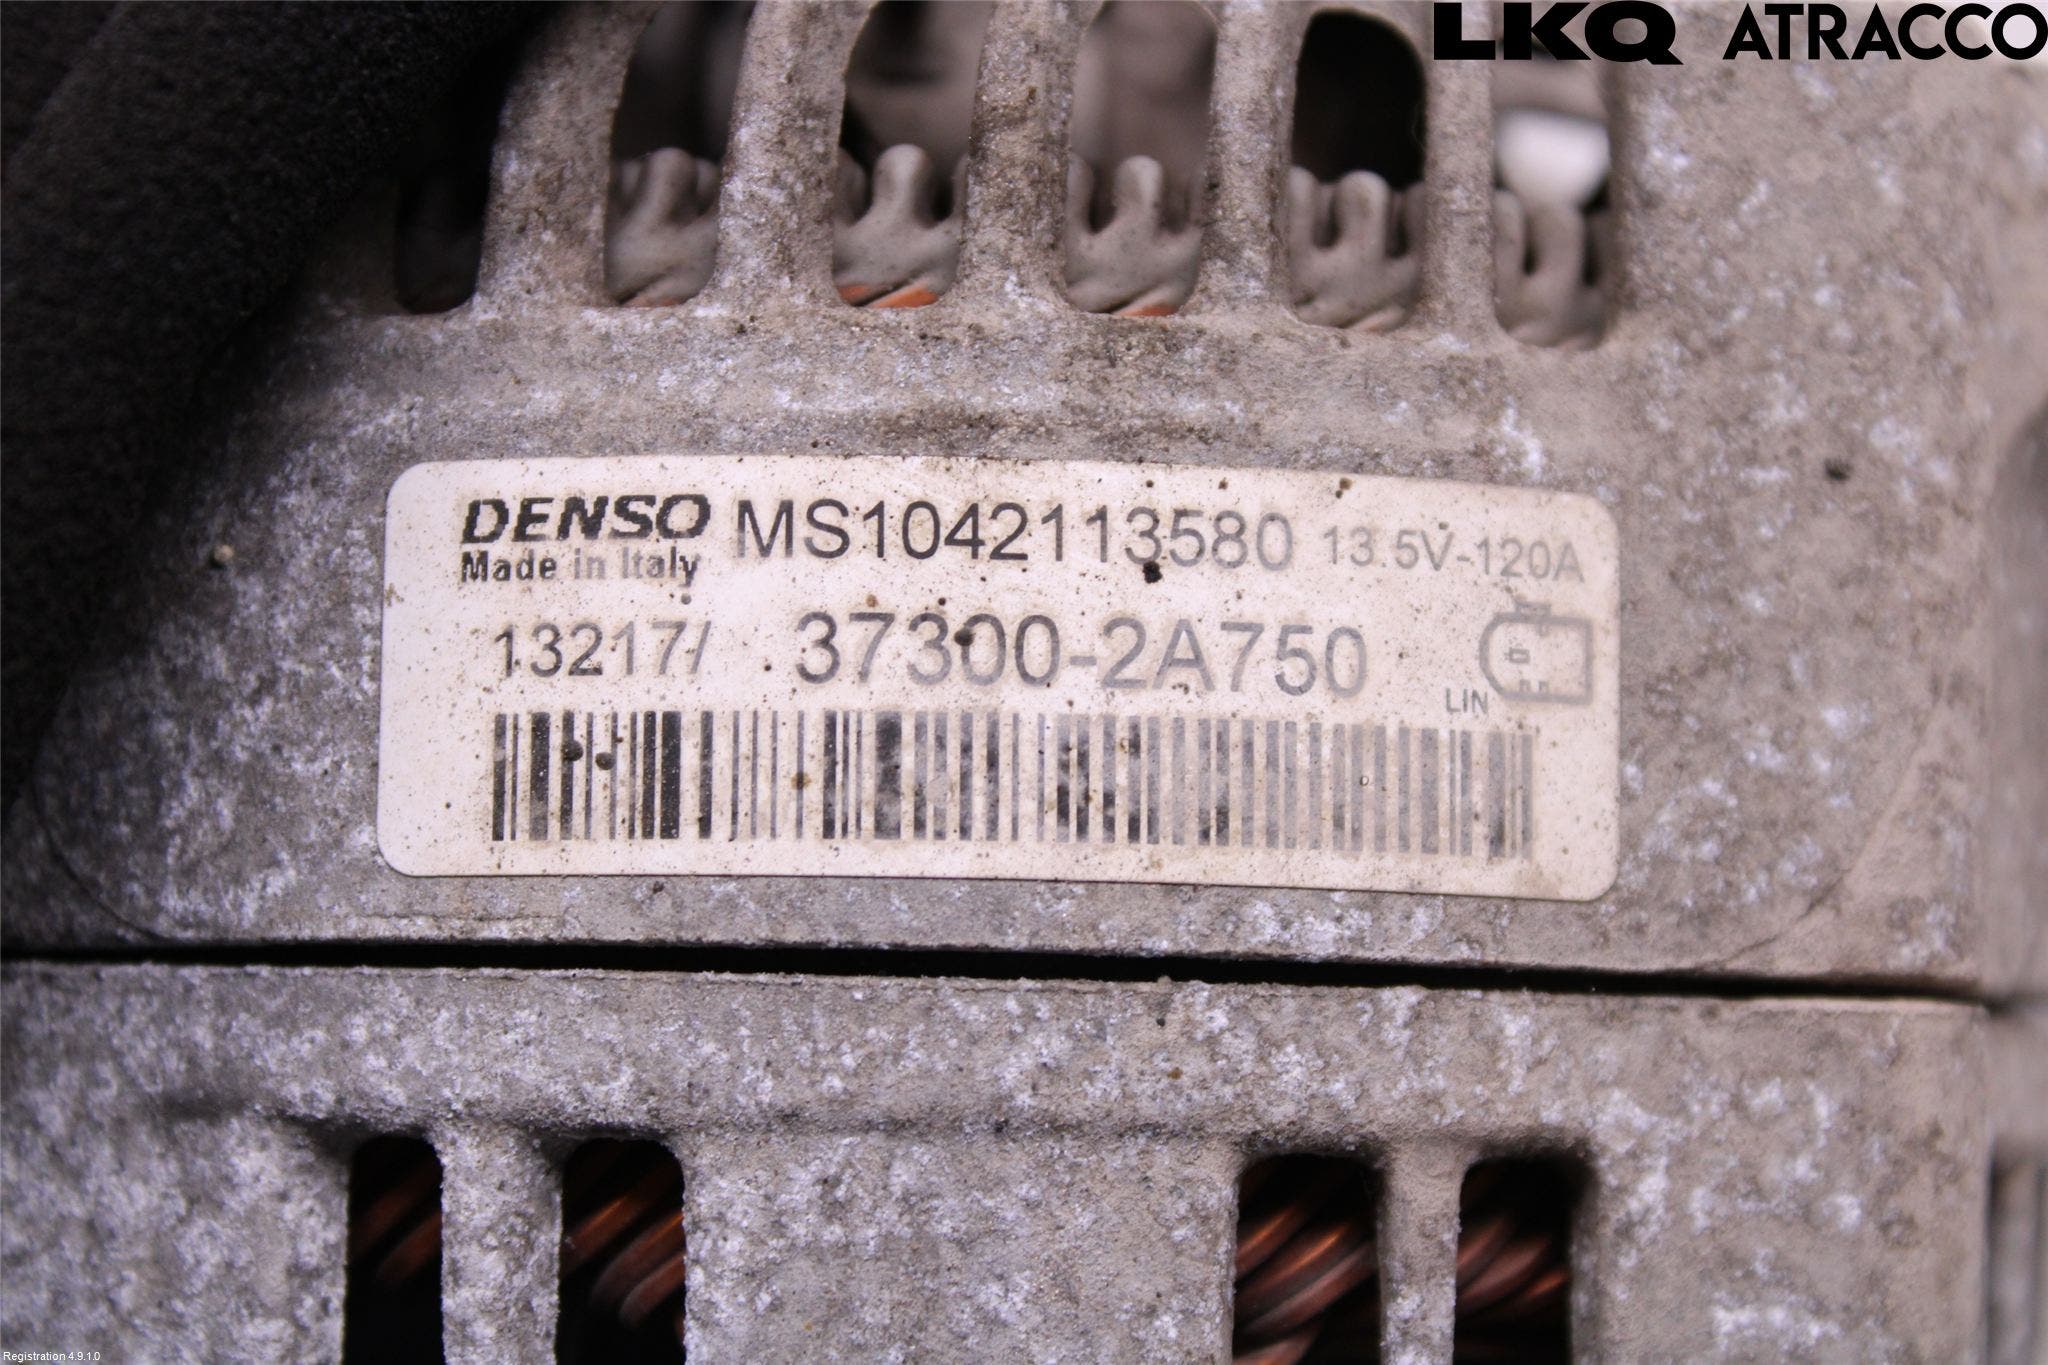 LKQ ATRACCO
DENSO MS1042113580 13.5V-120A
Made in Italy
13217/ 37300-2A750
LIN
Registration 4.9.1.0